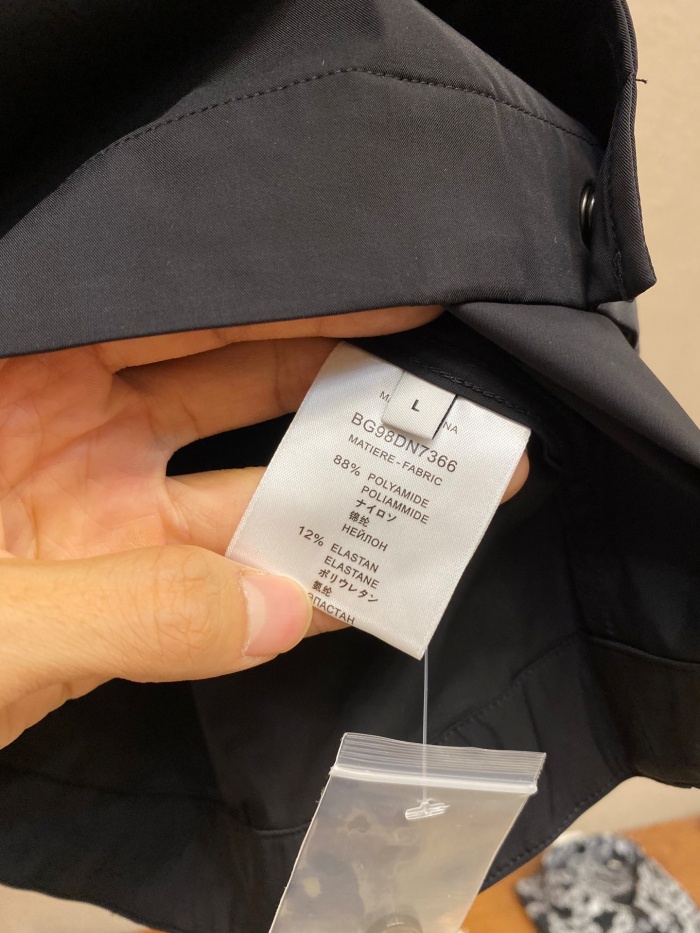 L
BG98DN7366
MATIERE-FABRIC
88% POLYAMIDE
POLIAMMIDE
ナイロン
锦纶
НЕЙЛОН
12% ELASTAN
ELASTANE
ポリウレタン
氨纶